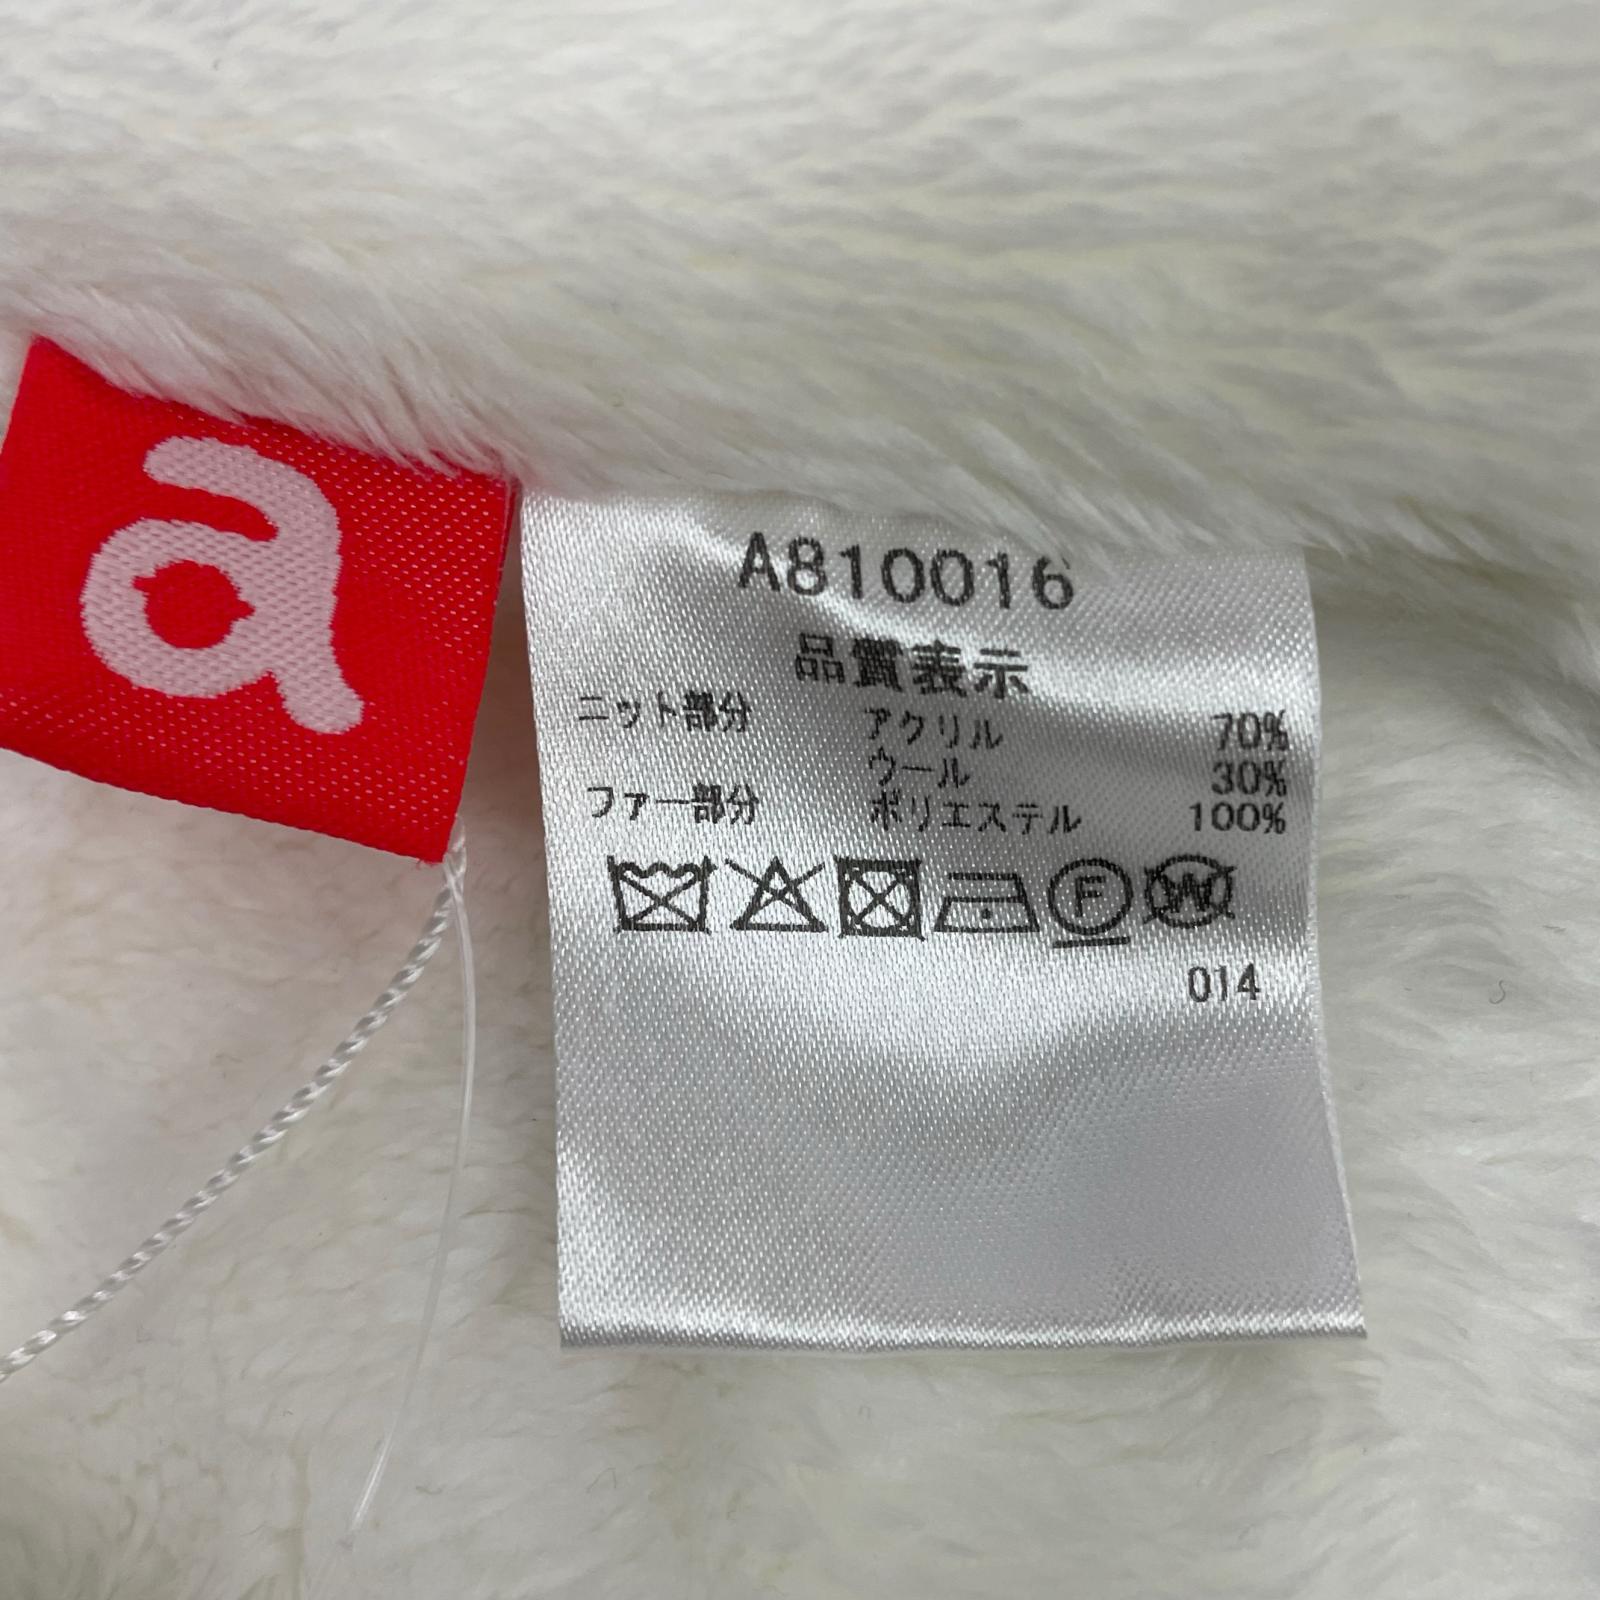 a
A810016
品質表示
ニット部分 アクリル 70%
ウール 30%
ファー部分 ポリエステル 100%
F W
014